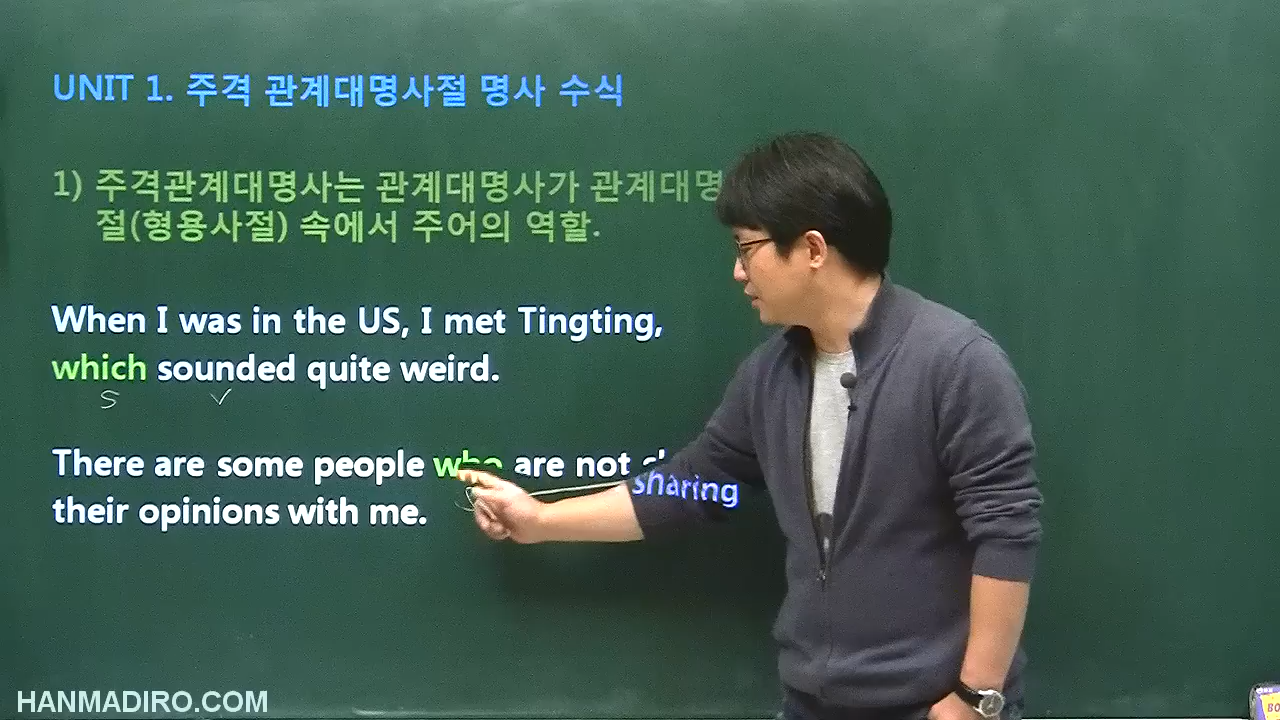 UNIT 1. 주격 관계대명사절 명사 수식
1) 주격관계대명사는 관계대명사가 관계대명
절(형용사절) 속에서 주어의 역할.
When I was in the US, I met Tingting,
which sounded quite weird.
S V
There are some people who are not sharing
their opinions with me.
HANMADIRO.COM